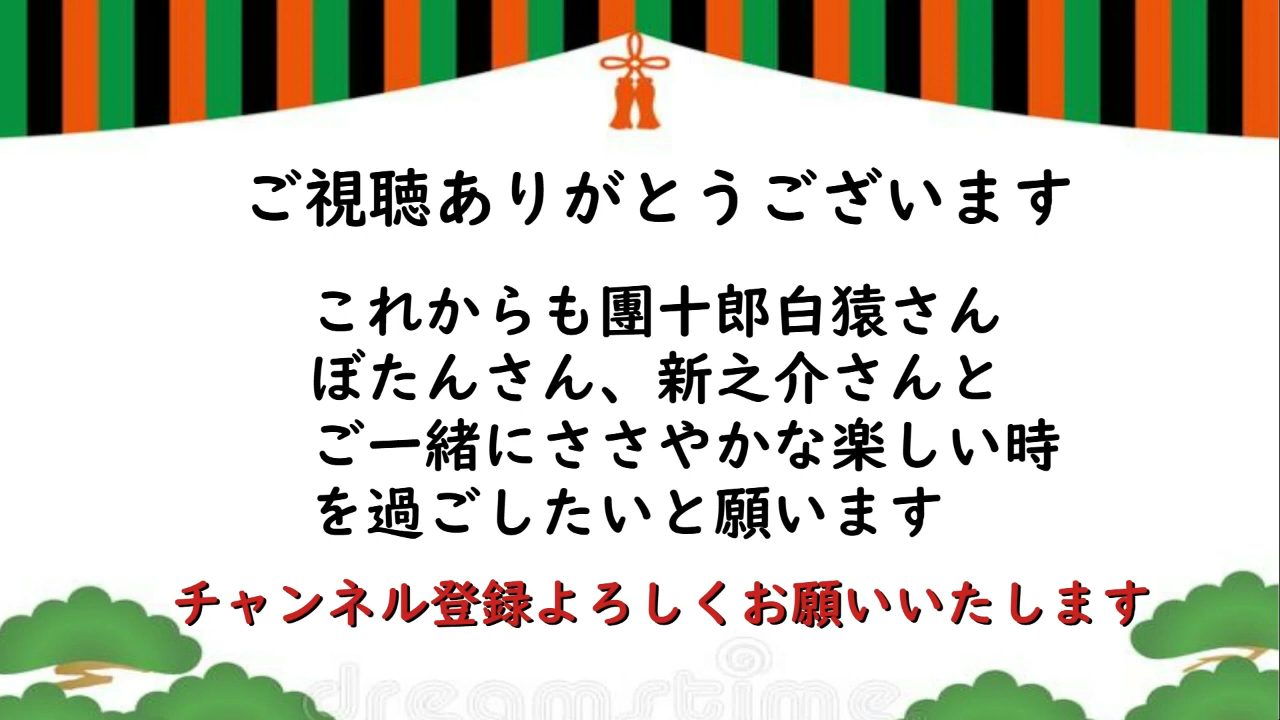 ご視聴ありがとうございます
これからも團十郎白猿さん
ぼたんさん、新之介さんと
ご一緒にささやかな楽しい時
を過ごしたいと願います
チャンネル登録よろしくお願いいたします
dreamstime